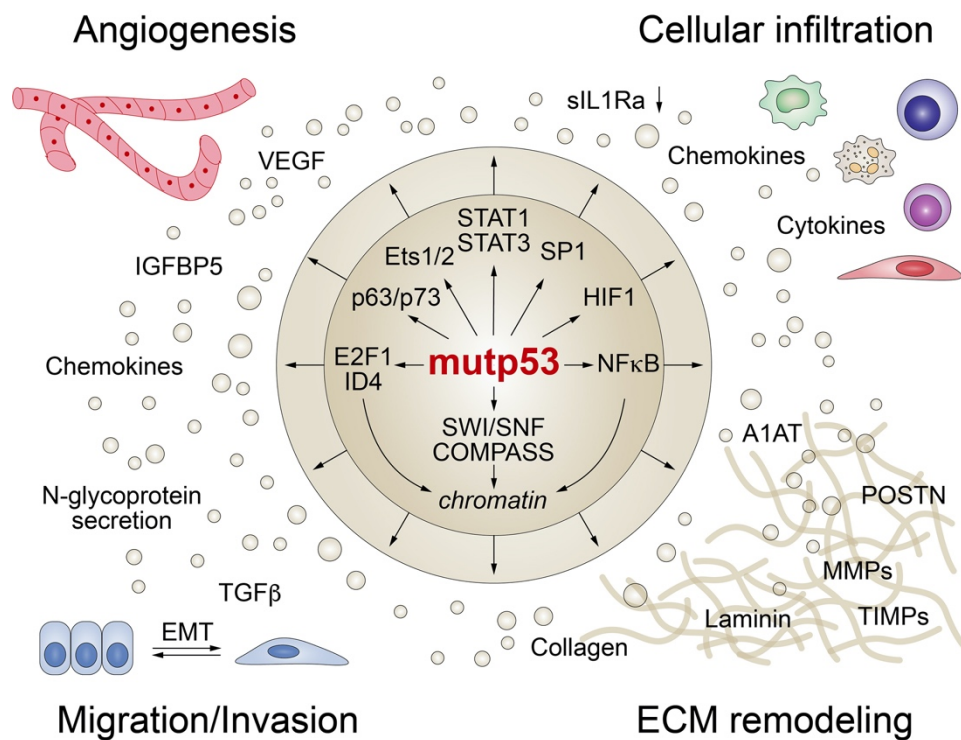 Angiogenesis
Cellular infiltration
sIL1Ra
VEGF
Chemokines
Cytokines
IGFBP5
Chemokines
N-glycoprotein
secretion
TGFβ
EMT
Migration/Invasion
STAT1
STAT3
Ets1/2
SP1
p63/p73
HIF1
E2F1
ID4
mutp53
NFκB
SWI/SNF
COMPASS
chromatin
A1AT
POSTN
MMPs
Laminin
TIMPs
Collagen
ECM remodeling